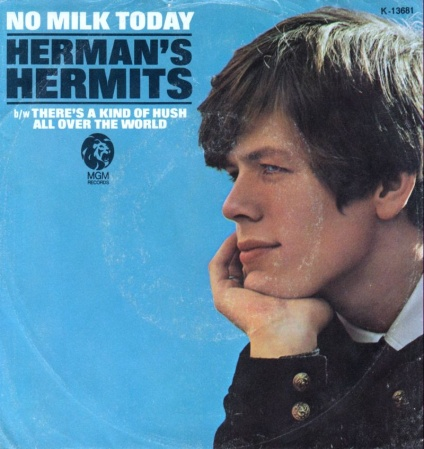 NO MILK TODAY
K-13681
HERMAN'S
HERMITS
b/w THERE'S A KIND OF HUSH
ALL OVER THE WORLD
MGM
RECORDS